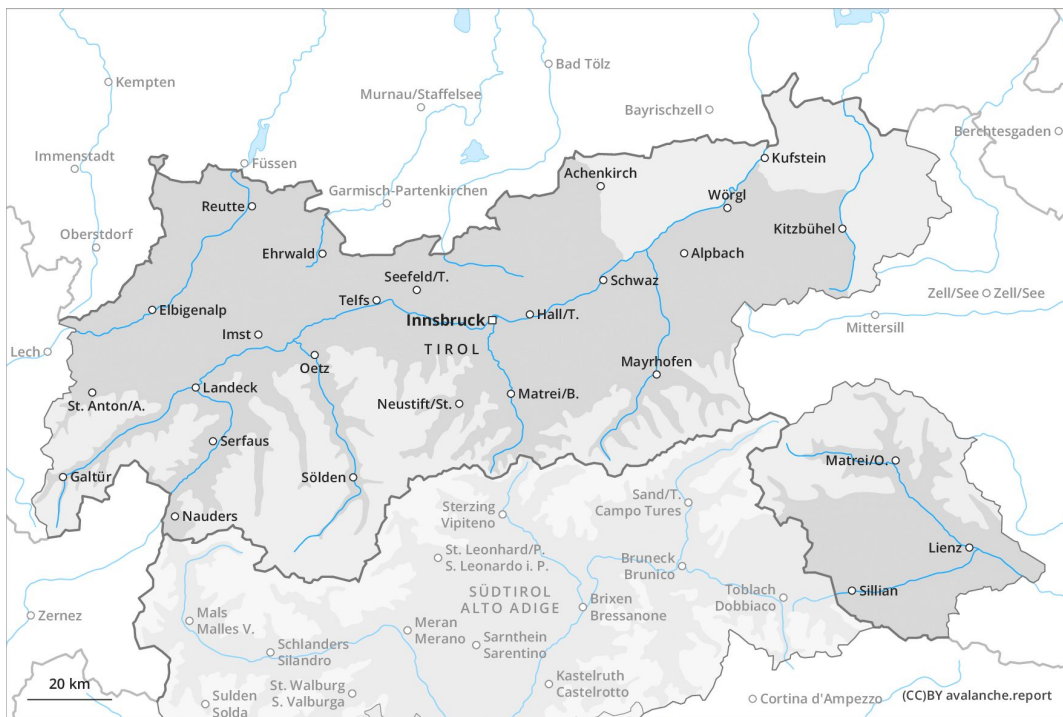 Kempten
Bad Tölz
Murnau/Staffelsee
Bayrischzell
Berchtesgaden
Immenstadt
Füssen
Kufstein
Achenkirch
Garmisch-Partenkirchen
Reutte
Wörgl
Kitzbühel
Oberstdorf
Ehrwald
Alpbach
Seefeld/T.
Schwaz
Telfs
Zell/See
Zell/See
Elbigenalp
Hall/T.
Innsbruck
Mittersill
Imst
TIROL
Lech
Oetz
Mayrhofen
Landeck
St. Anton/A.
Neustift/St.
Matrei/B.
Serfaus
Matrei/O.
Galtür
Sölden
Sand/T.
Campo Tures
Sterzing
Vipiteno
Nauders
Lienz
St. Leonhard/P.
S. Leonardo i. P.
Bruneck
Brunico
SÜDTIROL
ALTO ADIGE
Toblach
Dobbiaco
Sillian
Brixen
Bressanone
Zernez
Mals
Malles V.
Meran
Merano
Sarnthein
Sarentino
Schlanders
Silandro
Kastelruth
Castelrotto
20 km
St. Walburg
S. Valburga
Sulden
Solda
Cortina d'Ampezzo
(CC)BY avalanche.report